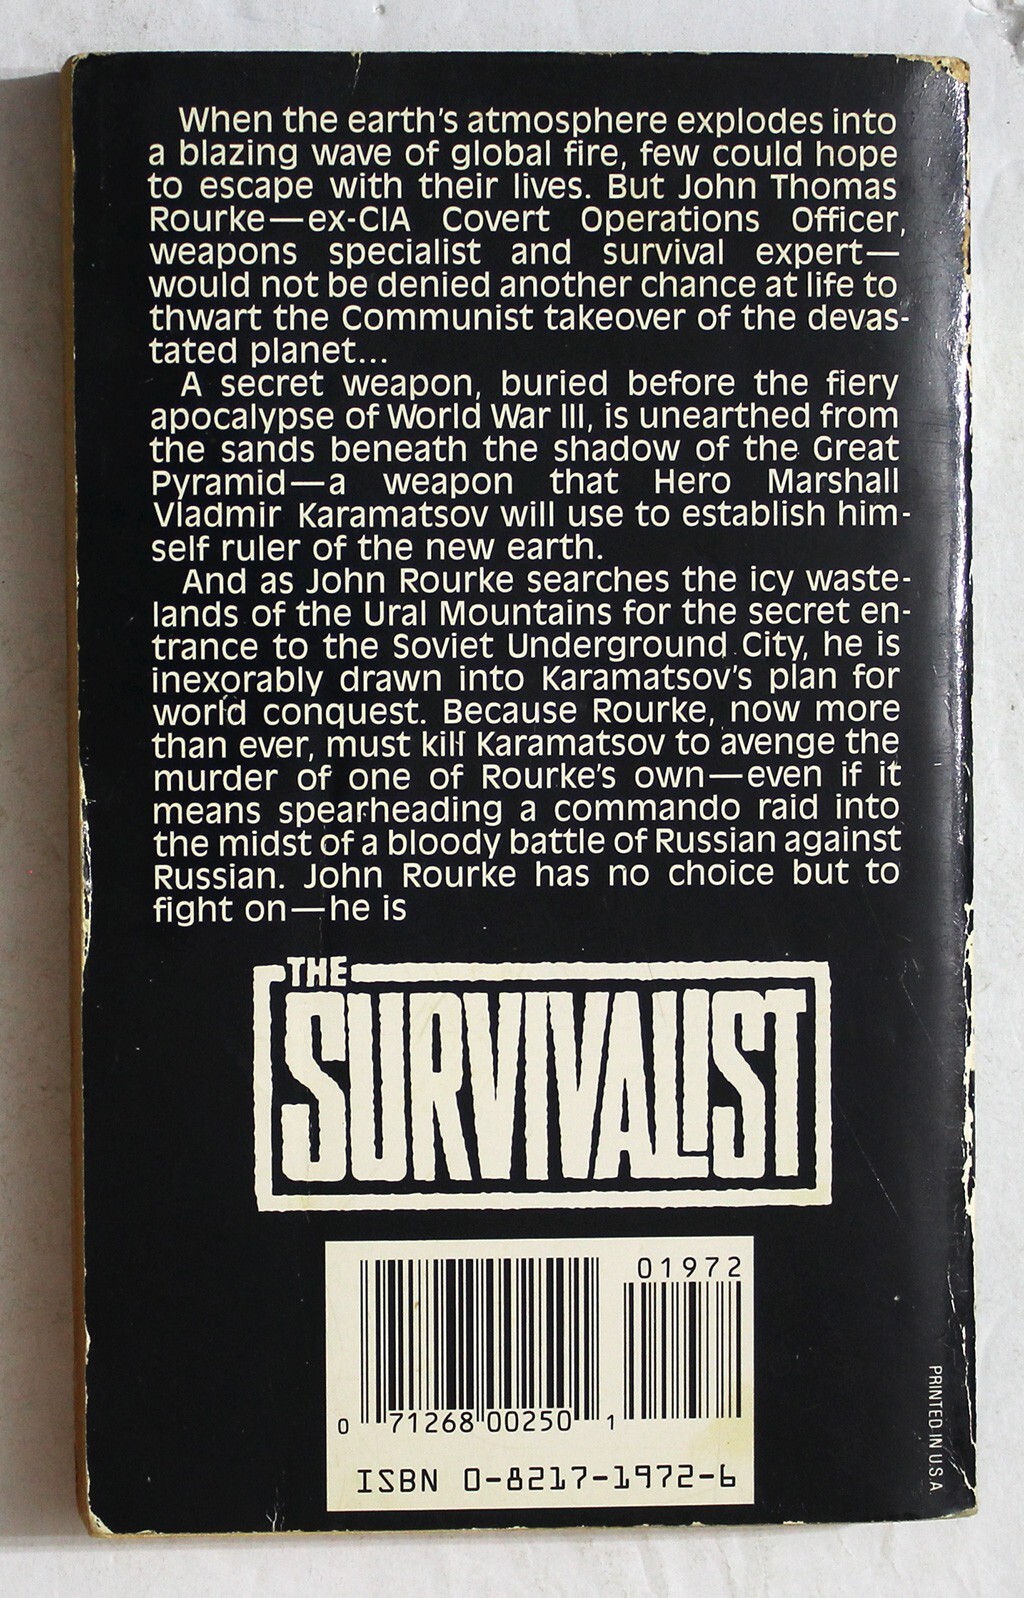 When the earth's atmosphere explodes into
a blazing wave of global fire, few could hope
to escape with their lives. But John Thomas
Rourke—ex-CIA Covert Operations Officer,
weapons specialist and survival expert—
would not be denied another chance at life to
thwart the Communist takeover of the devas-
tated planet...
A secret weapon, buried before the fiery
apocalypse of World War III, is unearthed from
the sands beneath the shadow of the Great
Pyramid—a weapon that Hero Marshall
Vladmir Karamatsov will use to establish him-
self ruler of the new earth.
And as John Rourke searches the icy waste-
lands of the Ural Mountains for the secret en-
trance to the Soviet Underground City, he is
inexorably drawn into Karamatsov's plan for
world conquest. Because Rourke, now more
than ever, must kill Karamatsov to avenge the
murder of one of Rourke's own—even if it
means spearheading a commando raid into
the midst of a bloody battle of Russian against
Russian. John Rourke has no choice but to
fight on—he is
THE
SURVIVALIST
01972
0 71268 00250 1
ISBN 0-8217-1972-6
PRINTED IN U.S.A.